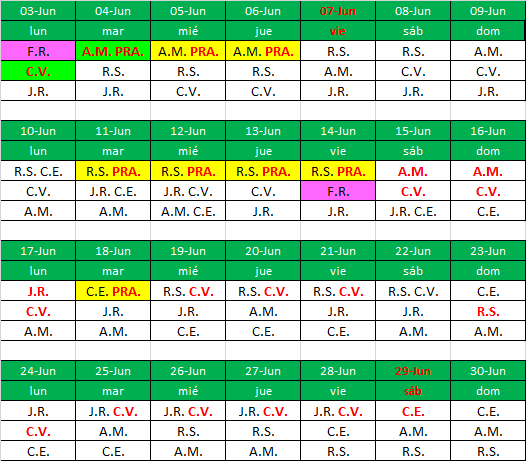 03-Jun 04-Jun 05-Jun 06-Jun 07-Jun 08-Jun 09-Jun
lun mar mié jue vie sáb dom
F.R. A.M. PRA. A.M. PRA. A.M. PRA. R.S. R.S. A.M.
C.V. R.S. R.S. R.S. A.M. C.V. C.V.
J.R. J.R. C.V. C.V. J.R. J.R. J.R.
10-Jun 11-Jun 12-Jun 13-Jun 14-Jun 15-Jun 16-Jun
lun mar mié jue vie sáb dom
R.S. C.E. R.S. PRA. R.S. PRA. R.S. PRA. R.S. PRA. A.M. A.M.
C.V. J.R. C.E. J.R. C.V. C.V. F.R. C.V. C.V.
A.M. A.M. A.M. C.E. J.R. J.R. J.R. C.E. C.E.
17-Jun 18-Jun 19-Jun 20-Jun 21-Jun 22-Jun 23-Jun
lun mar mié jue vie sáb dom
J.R. C.E. PRA. R.S. C.V. R.S. C.V. R.S. C.V. R.S. C.V. C.E.
C.V. J.R. J.R. A.M. J.R. J.R. R.S.
A.M. A.M. C.E. C.E. C.E. A.M. A.M.
24-Jun 25-Jun 26-Jun 27-Jun 28-Jun 29-Jun 30-Jun
lun mar mié jue vie sáb dom
J.R. J.R. C.V. J.R. C.V. J.R. C.V. J.R. C.V. C.E. C.E.
C.V. A.M. R.S. R.S. C.E. A.M. A.M.
C.E. C.E. A.M. A.M. R.S. R.S. R.S.